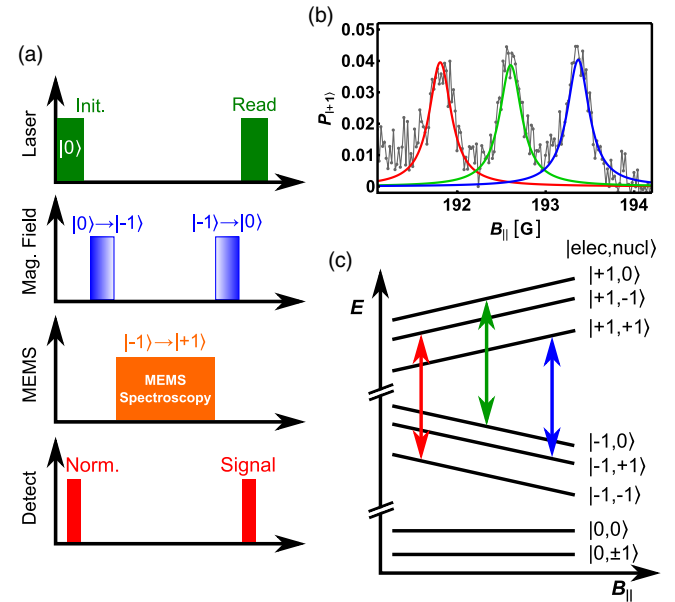 (a)
Laser
Init.
Read
|0⟩
Mag. Field
|0⟩→|-1⟩
|-1⟩→|0⟩
MEMS
|-1⟩→|+1⟩
MEMS
Spectroscopy
Detect
Norm.
Signal
(b)
P|+1⟩
0.05
0.04
0.03
0.02
0.01
0
192
193
194
B|| [G]
(c)
|elec,nucl⟩
E
|+1,0⟩
|+1,-1⟩
|+1,+1⟩
|-1,0⟩
|-1,+1⟩
|-1,-1⟩
|0,0⟩
|0,±1⟩
B||